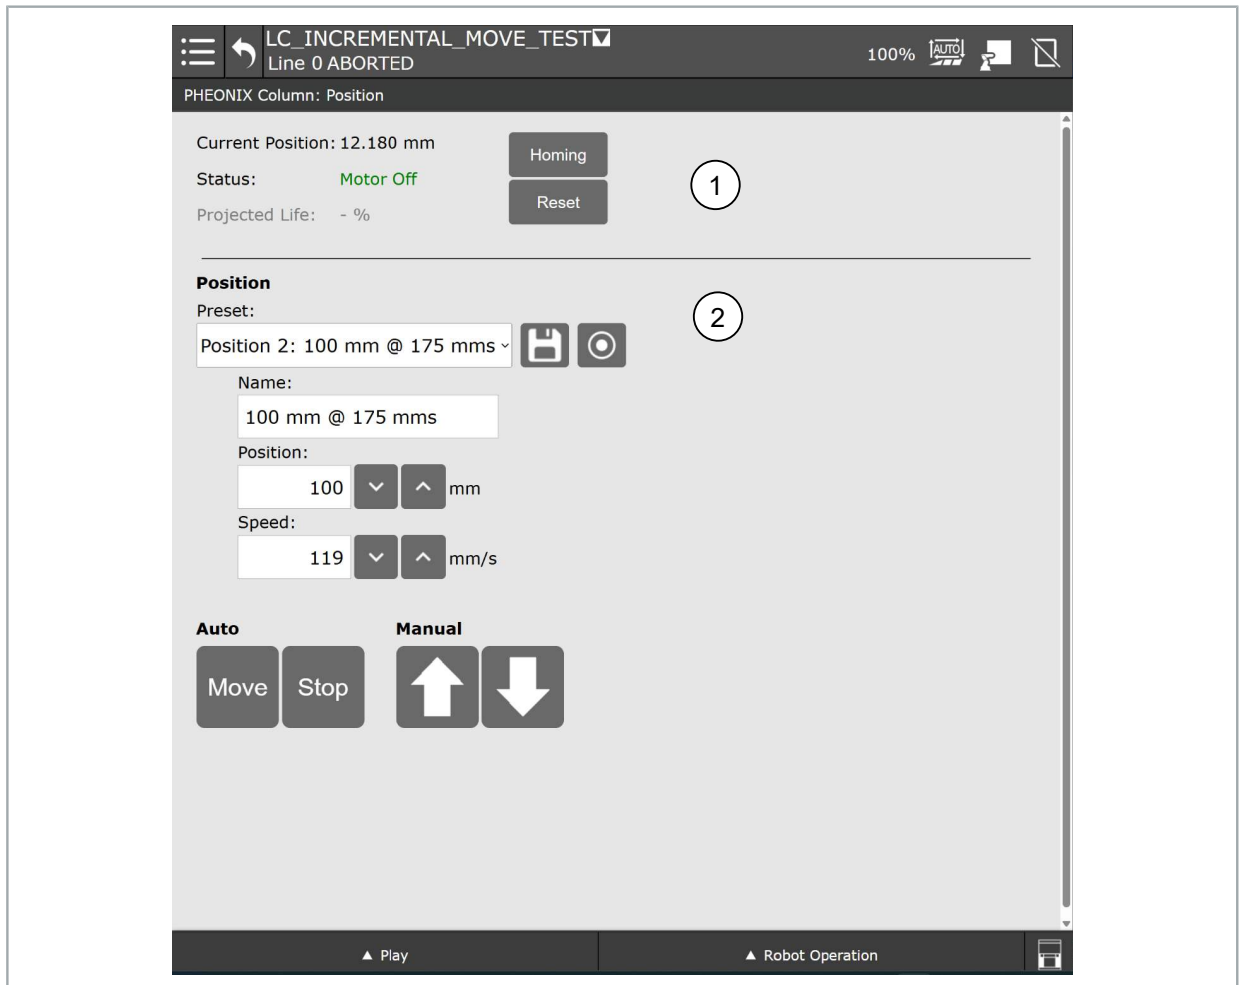 LC_INCREMENTAL_MOVE_TEST
Line 0 ABORTED
100% AUTO
PHEONIX Column: Position
Current Position: 12.180 mm
Homing
Status: Motor Off
1
Reset
Projected Life: - %
Position
Preset:
2
Position 2: 100 mm @ 175 mms
Name:
100 mm @ 175 mms
Position:
100 mm
Speed:
119 mm/s
Auto Manual
Move Stop
Play Robot Operation